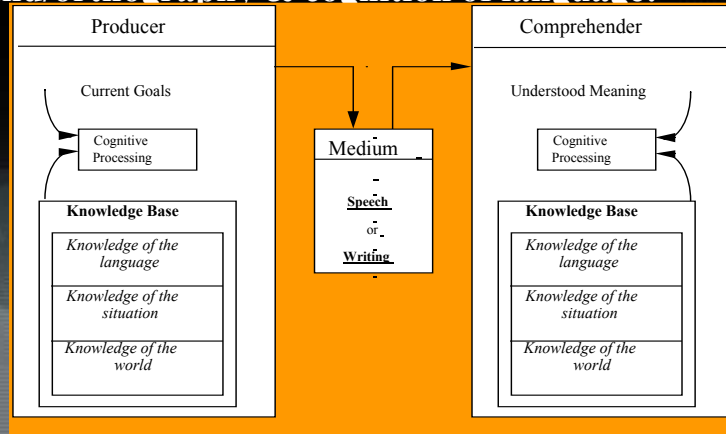 Producer
Current Goals
Cognitive
Processing
Knowledge Base
Knowledge of the
language
Knowledge of the
situation
Knowledge of the
world
Medium
Speech
or
Writing
Comprehender
Understood Meaning
Cognitive
Processing
Knowledge Base
Knowledge of the
language
Knowledge of the
situation
Knowledge of the
world